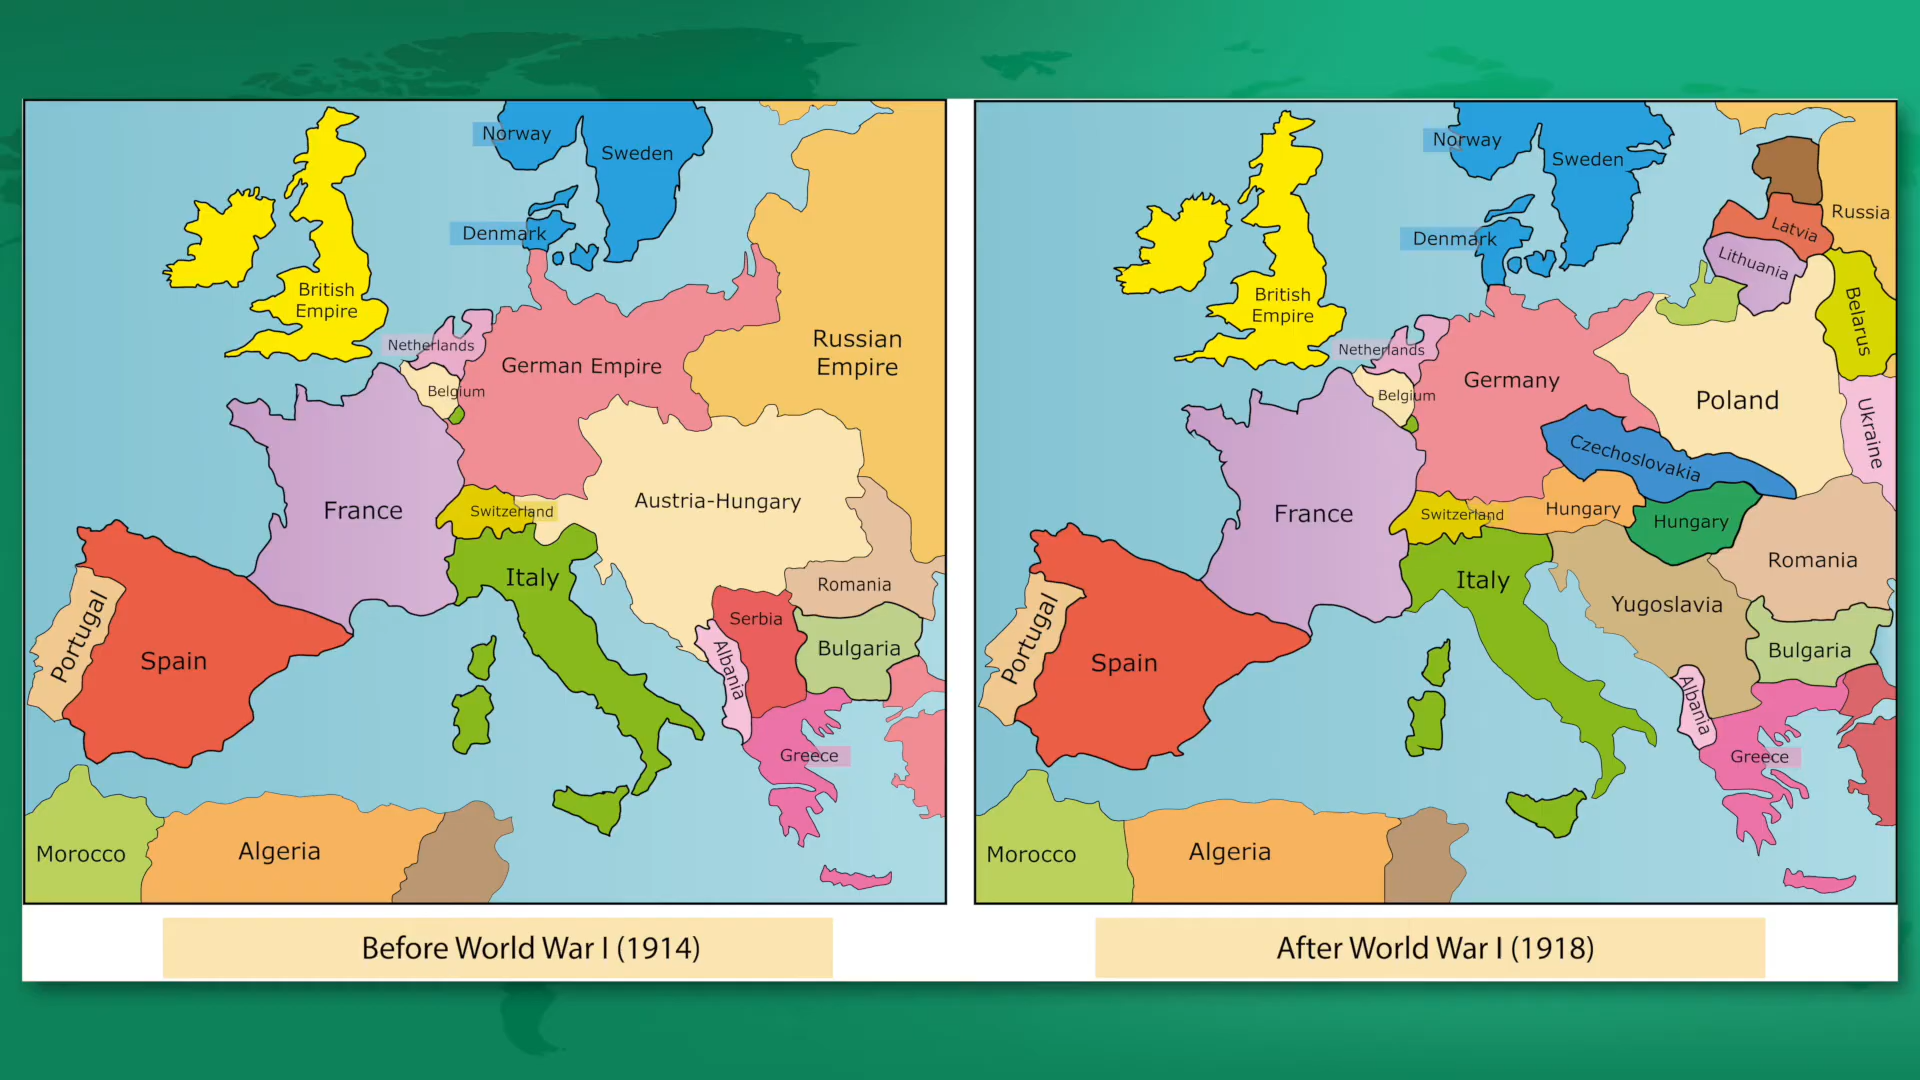 Norway
Sweden
Denmark
British
Empire
Netherlands
German Empire
Russian
Empire
Belgium
France
Austria-Hungary
Switzerland
Italy
Romania
Serbia
Portugal
Spain
Albania
Bulgaria
Greece
Morocco
Algeria
Before World War I (1914)
Norway
Sweden
Russia
Latvia
Denmark
Lithuania
British
Empire
Belarus
Netherlands
Germany
Belgium
Poland
Ukraine
Czechoslovakia
France
Switzerland
Hungary
Hungary
Romania
Italy
Yugoslavia
Portugal
Spain
Bulgaria
Albania
Greece
Morocco
Algeria
After World War I (1918)